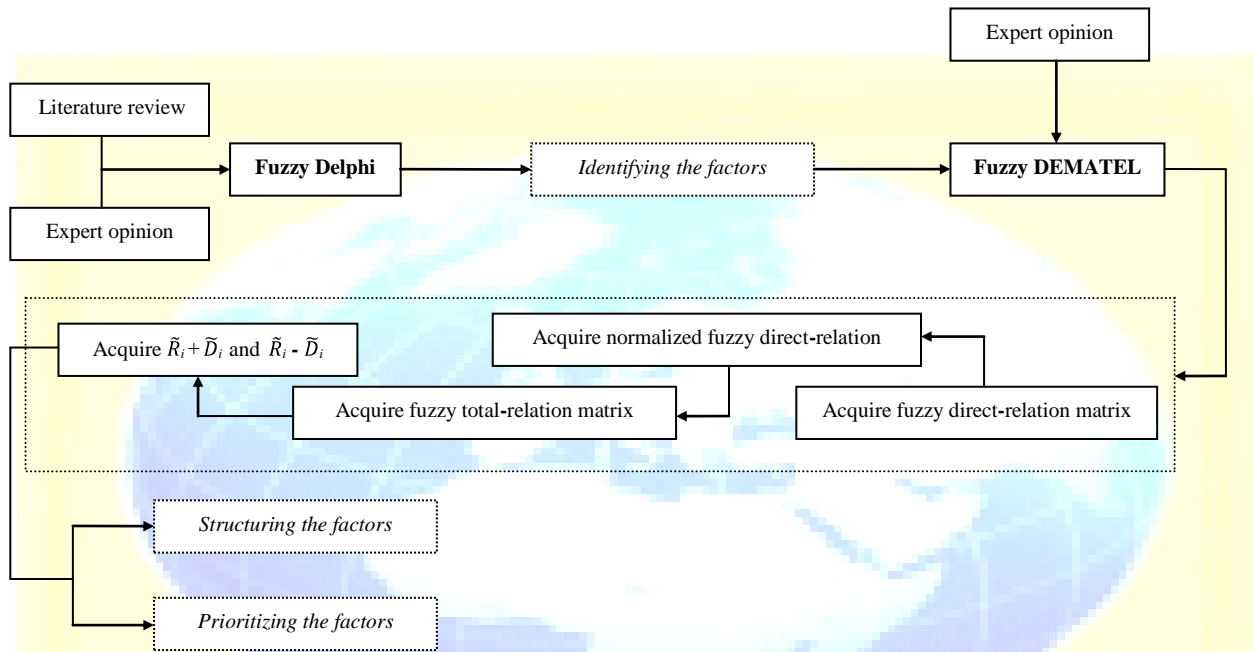 Expert opinion
Literature review
Fuzzy Delphi
Identifying the factors
Fuzzy DEMATEL
Expert opinion
Acquire normalized fuzzy direct-relation
Acquire R̃ᵢ + D̃ᵢ and R̃ᵢ - D̃ᵢ
Acquire fuzzy total-relation matrix
Acquire fuzzy direct-relation matrix
Structuring the factors
Prioritizing the factors